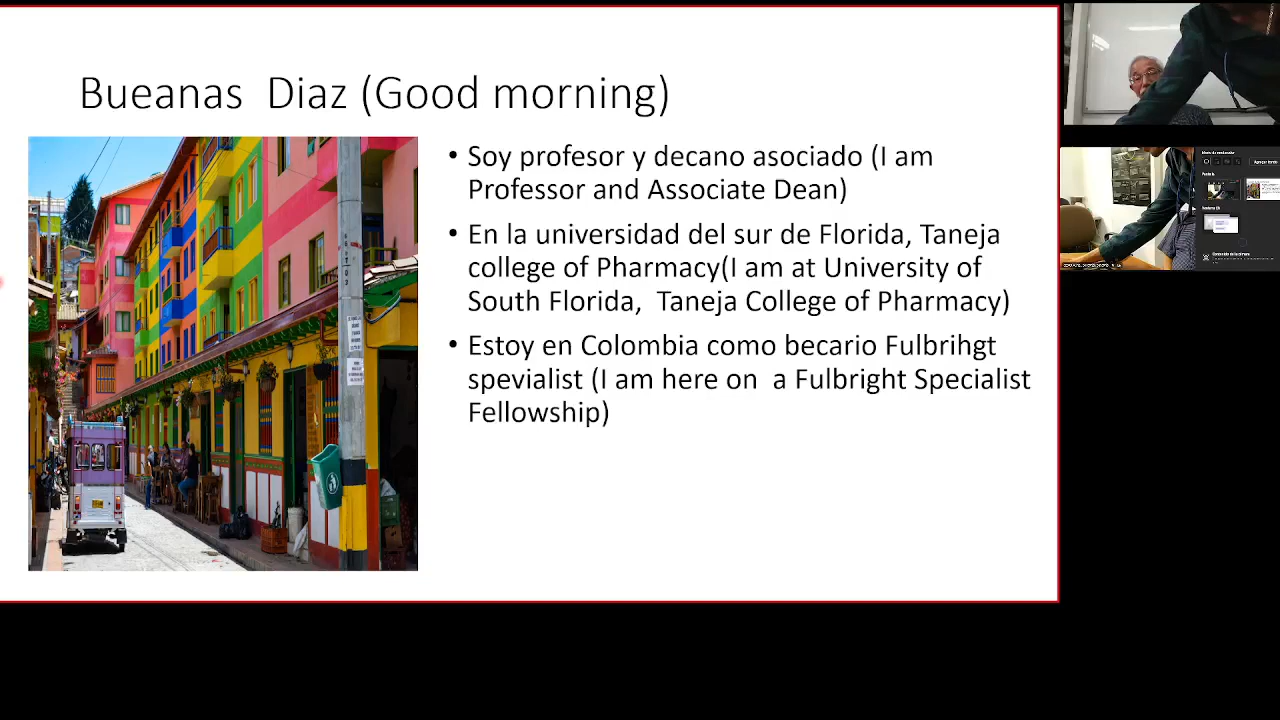 Bueanas Diaz (Good morning)
• Soy profesor y decano asociado (I am
Professor and Associate Dean)
• En la universidad del sur de Florida, Taneja
college of Pharmacy(I am at University of
South Florida, Taneja College of Pharmacy)
• Estoy en Colombia como becario Fulbrihgt
spevialist (I am here on a Fulbright Specialist
Fellowship)